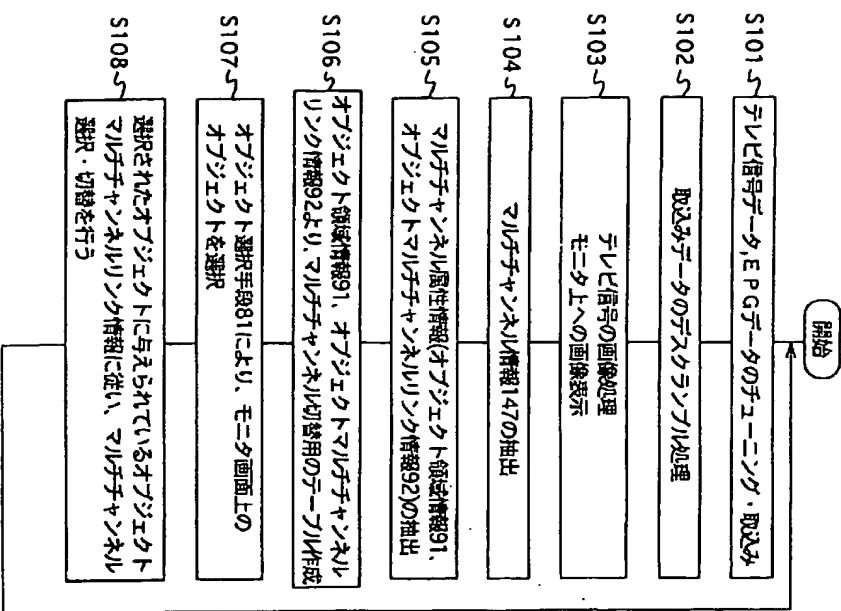 開始
S101
テレビ信号データ,EPGデータのチューニング・取込み
S102
取込みデータのデスクランブル処理
S103
テレビ信号の画像処理
モニタ上への画像表示
S104
マルチチャンネル情報147の抽出
S105
マルチチャンネル属性情報(オブジェクト領域情報91、
オブジェクトマルチチャンネルリンク情報92)の抽出
S106
オブジェクト領域情報91、オブジェクトマルチチャンネル
リンク情報92より、マルチチャンネル切替用のテーブル作成
S107
オブジェクト選択手段81により、モニタ画面上の
オブジェクトを選択
S108
選択されたオブジェクトに与えられているオブジェクト
マルチチャンネルリンク情報に従い、マルチチャンネル
選択・切替を行う